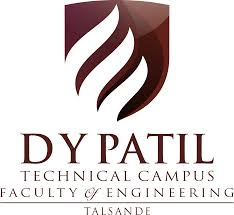 DY PATIL
TECHNICAL CAMPUS
FACULTY of ENGINEERING
TALSANDE